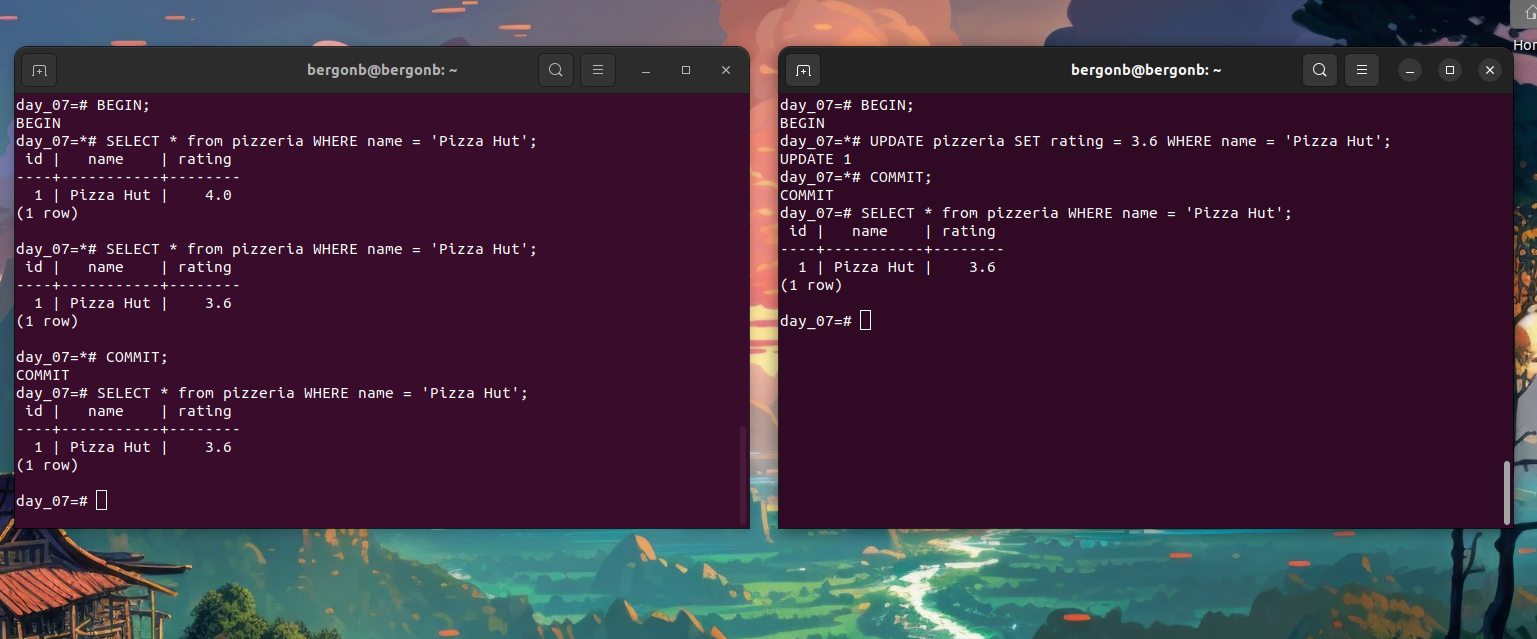 bergonb@bergonb: ~
day_07=# BEGIN;
BEGIN
day_07=*# SELECT * from pizzeria WHERE name = 'Pizza Hut';
 id |   name    | rating
----+-----------+--------
  1 | Pizza Hut |    4.0
(1 row)

day_07=*# SELECT * from pizzeria WHERE name = 'Pizza Hut';
 id |   name    | rating
----+-----------+--------
  1 | Pizza Hut |    3.6
(1 row)

day_07=*# COMMIT;
COMMIT
day_07=# SELECT * from pizzeria WHERE name = 'Pizza Hut';
 id |   name    | rating
----+-----------+--------
  1 | Pizza Hut |    3.6
(1 row)

day_07=#
bergonb@bergonb: ~
day_07=# BEGIN;
BEGIN
day_07=*# UPDATE pizzeria SET rating = 3.6 WHERE name = 'Pizza Hut';
UPDATE 1
day_07=*# COMMIT;
COMMIT
day_07=# SELECT * from pizzeria WHERE name = 'Pizza Hut';
 id |   name    | rating
----+-----------+--------
  1 | Pizza Hut |    3.6
(1 row)

day_07=#